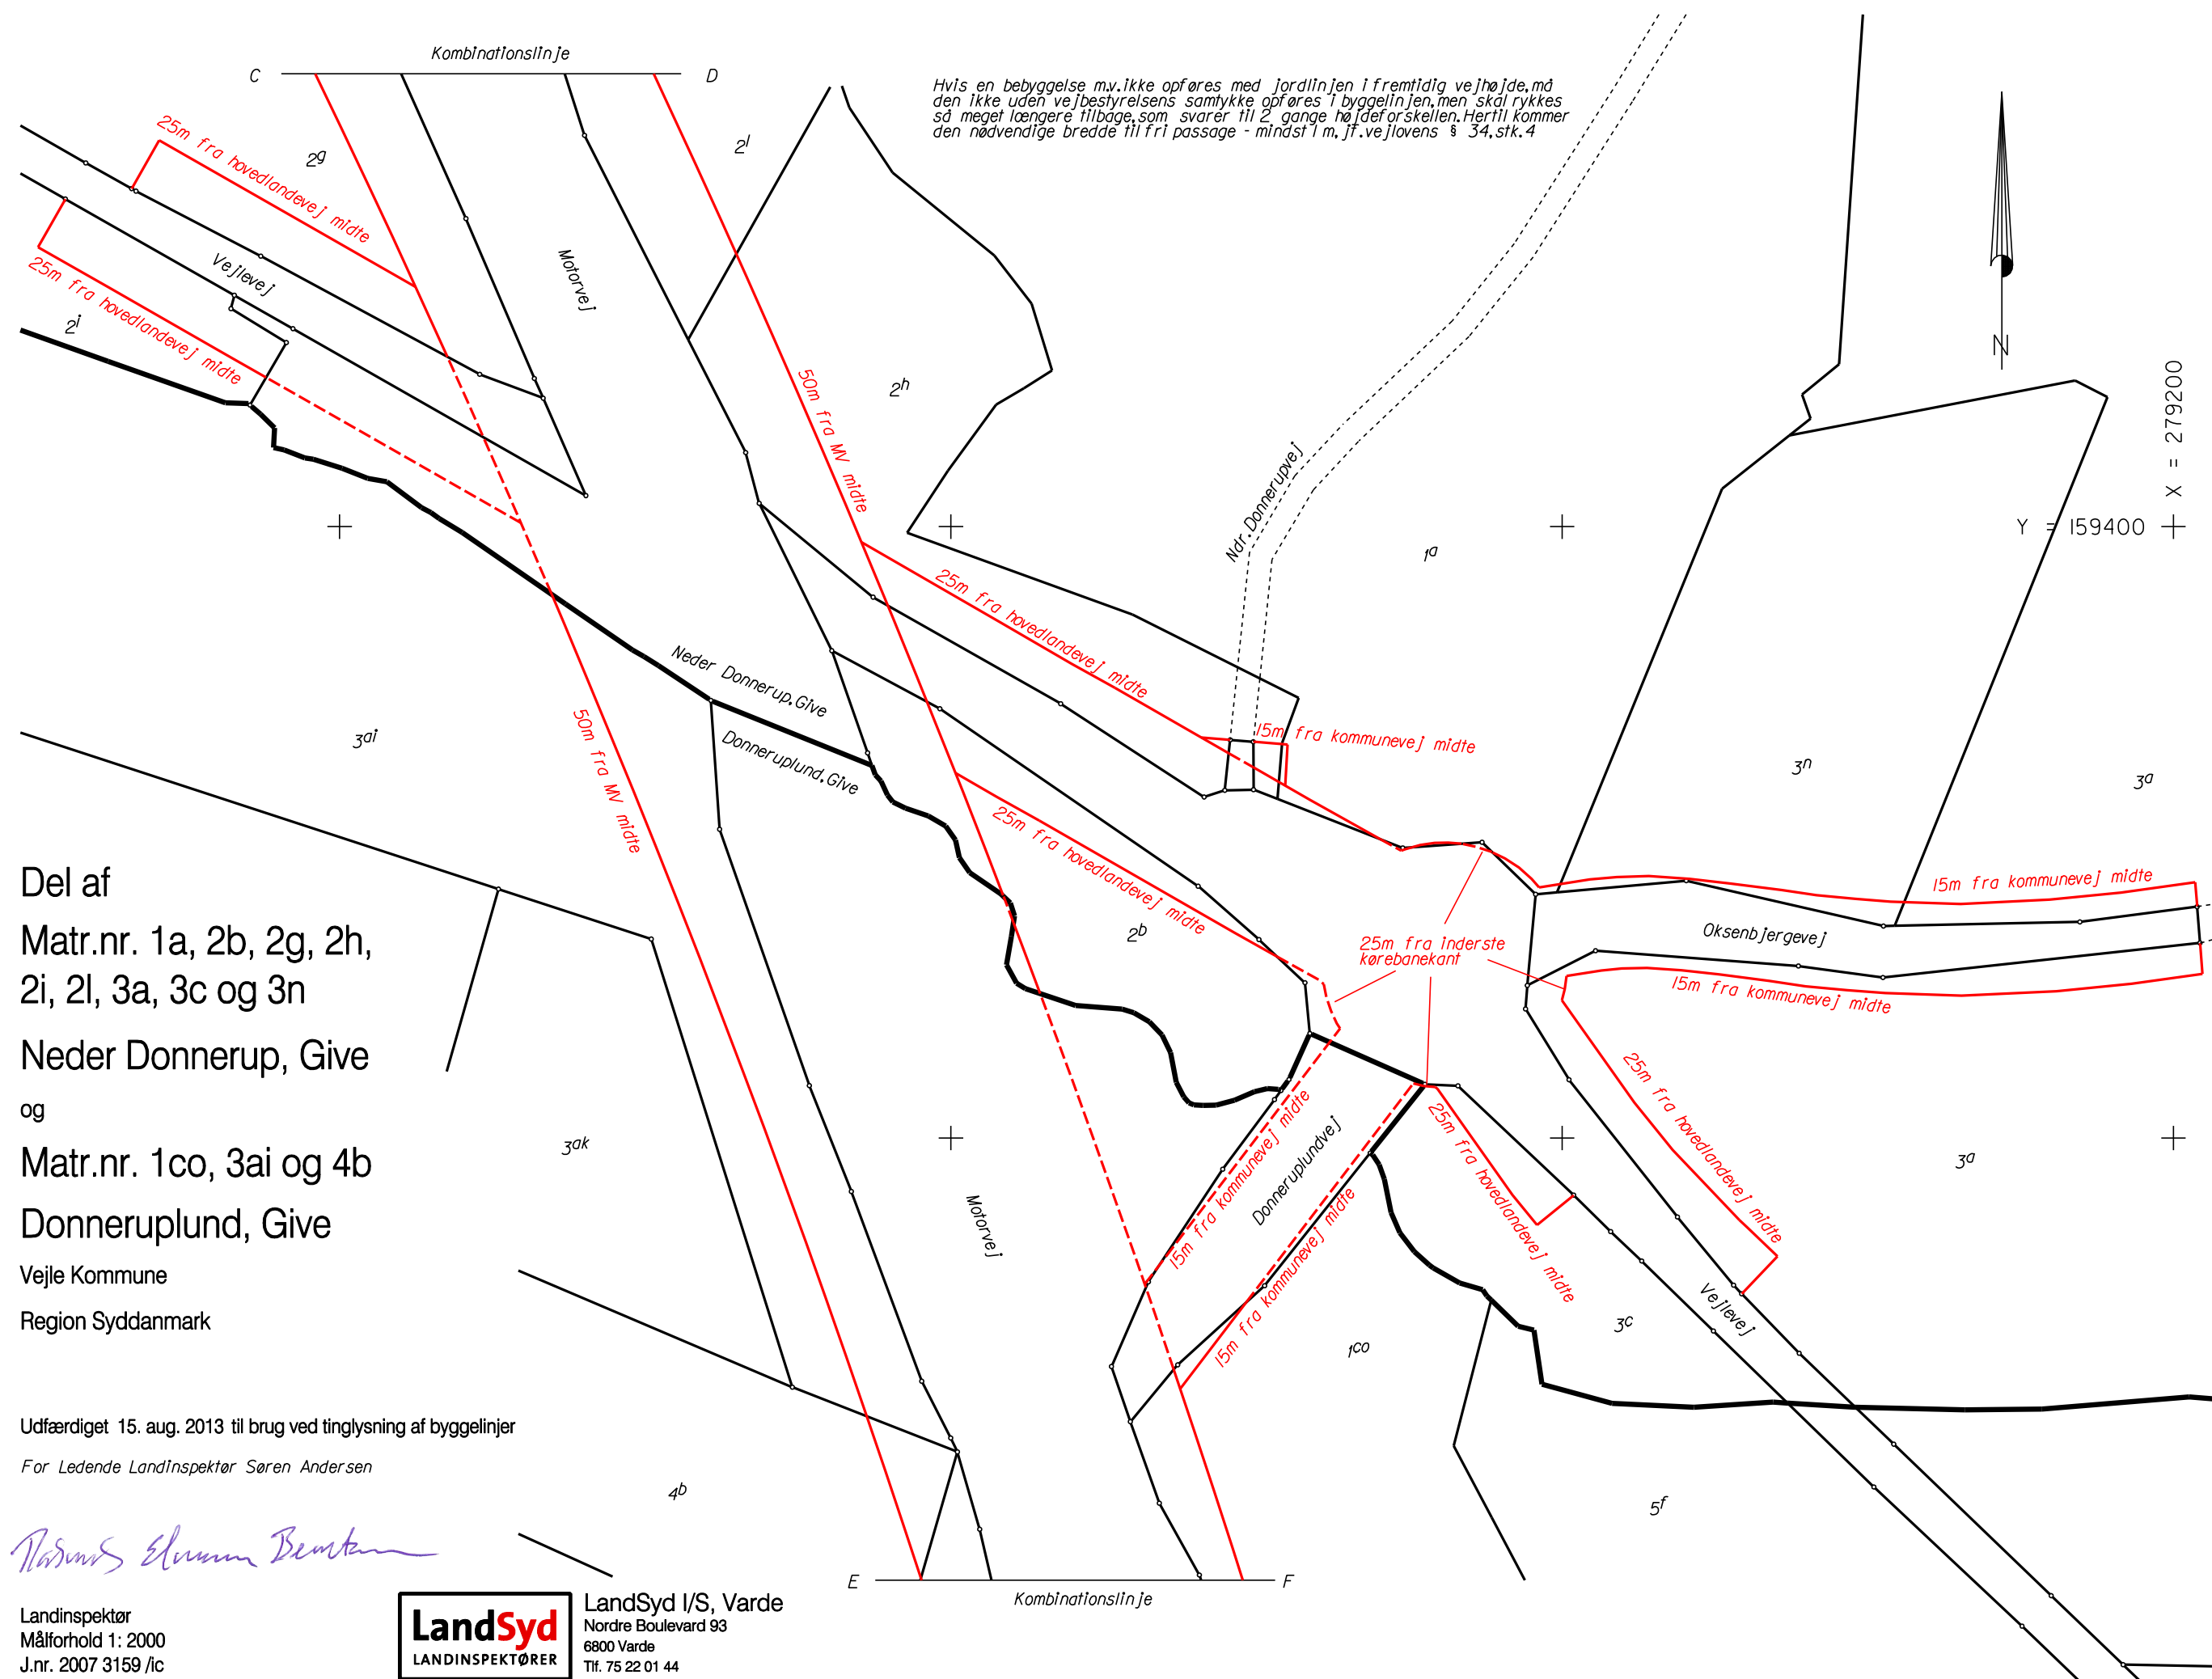 Kombinationslinje
C
D
Hvis en bebyggelse m.v. ikke opføres med jordlinjen i fremtidig vejhøjde, må
den ikke uden vejbestyrelsens samtykke opføres i byggelinjen, men skal rykkes
så meget længere tilbage, som svarer til 2 gange højdeforskellen. Hertil kommer
den nødvendige bredde til fri passage - mindst 1 m, jf. vejlovens § 34, stk. 4
25m fra hovedlandevej midte
2g
2l
Vejlevej
Motorvej
25m fra hovedlandevej midte
2i
N
50m fra MV midte
2h
X = 279200
Ndr. Donnerupvej
1a
Y = 159400
25m fra hovedlandevej midte
Neder Donnerup, Give
3ai
50m fra MV midte
Donneruplund, Give
15m fra kommunevej midte
3n
3a
25m fra hovedlandevej midte
2b
15m fra kommunevej midte
Oksenbjergevej
25m fra inderste
kørebanekant
15m fra kommunevej midte
Del af
Matr.nr. 1a, 2b, 2g, 2h,
2i, 2l, 3a, 3c og 3n
Neder Donnerup, Give
og
Matr.nr. 1co, 3ai og 4b
Donneruplund, Give
Vejle Kommune
Region Syddanmark
3ak
Motorvej
15m fra kommunevej midte
Donneruplundvej
15m fra kommunevej midte
25m fra hovedlandevej midte
25m fra hovedlandevej midte
3a
Vejlevej
3c
1co
4b
5f
Udfærdiget 15. aug. 2013 til brug ved tinglysning af byggelinjer
For Ledende Landinspektør Søren Andersen
E
F
Kombinationslinje
Landinspektør
Målforhold 1: 2000
J.nr. 2007 3159 /ic
LandSyd
LANDINSPEKTØRER
LandSyd I/S, Varde
Nordre Boulevard 93
6800 Varde
Tlf. 75 22 01 44